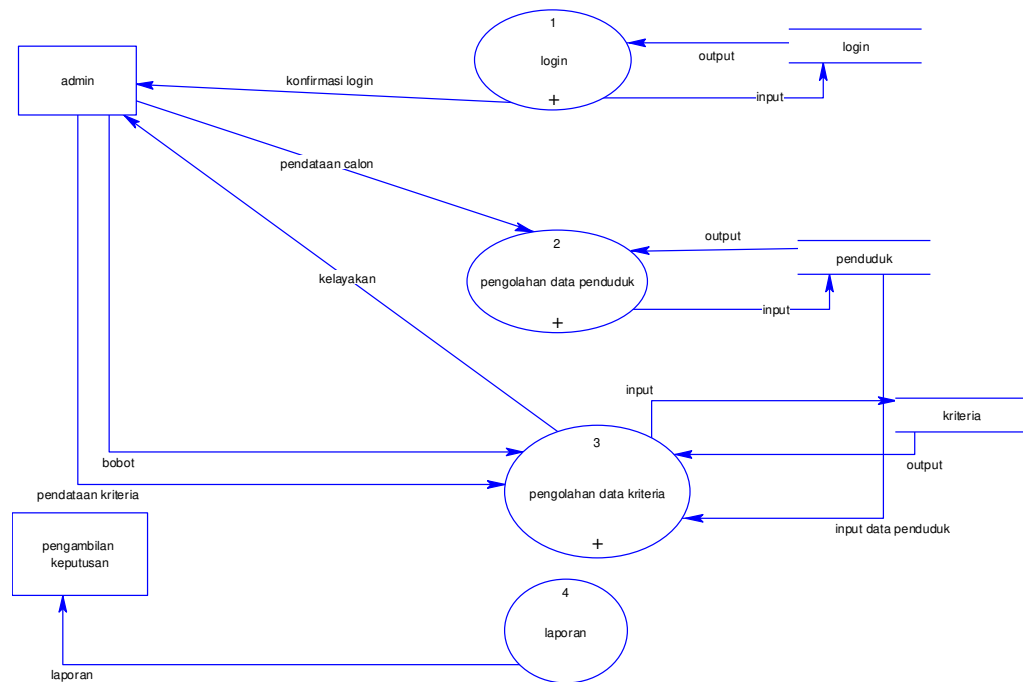 1
login
+
admin
konfirmasi login
output
login
input
pendataan calon
2
pengolahan data penduduk
+
output
penduduk
input
kelayakan
input
kriteria
output
3
pengolahan data kriteria
+
bobot
pendataan kriteria
input data penduduk
pengambilan
keputusan
4
laporan
laporan